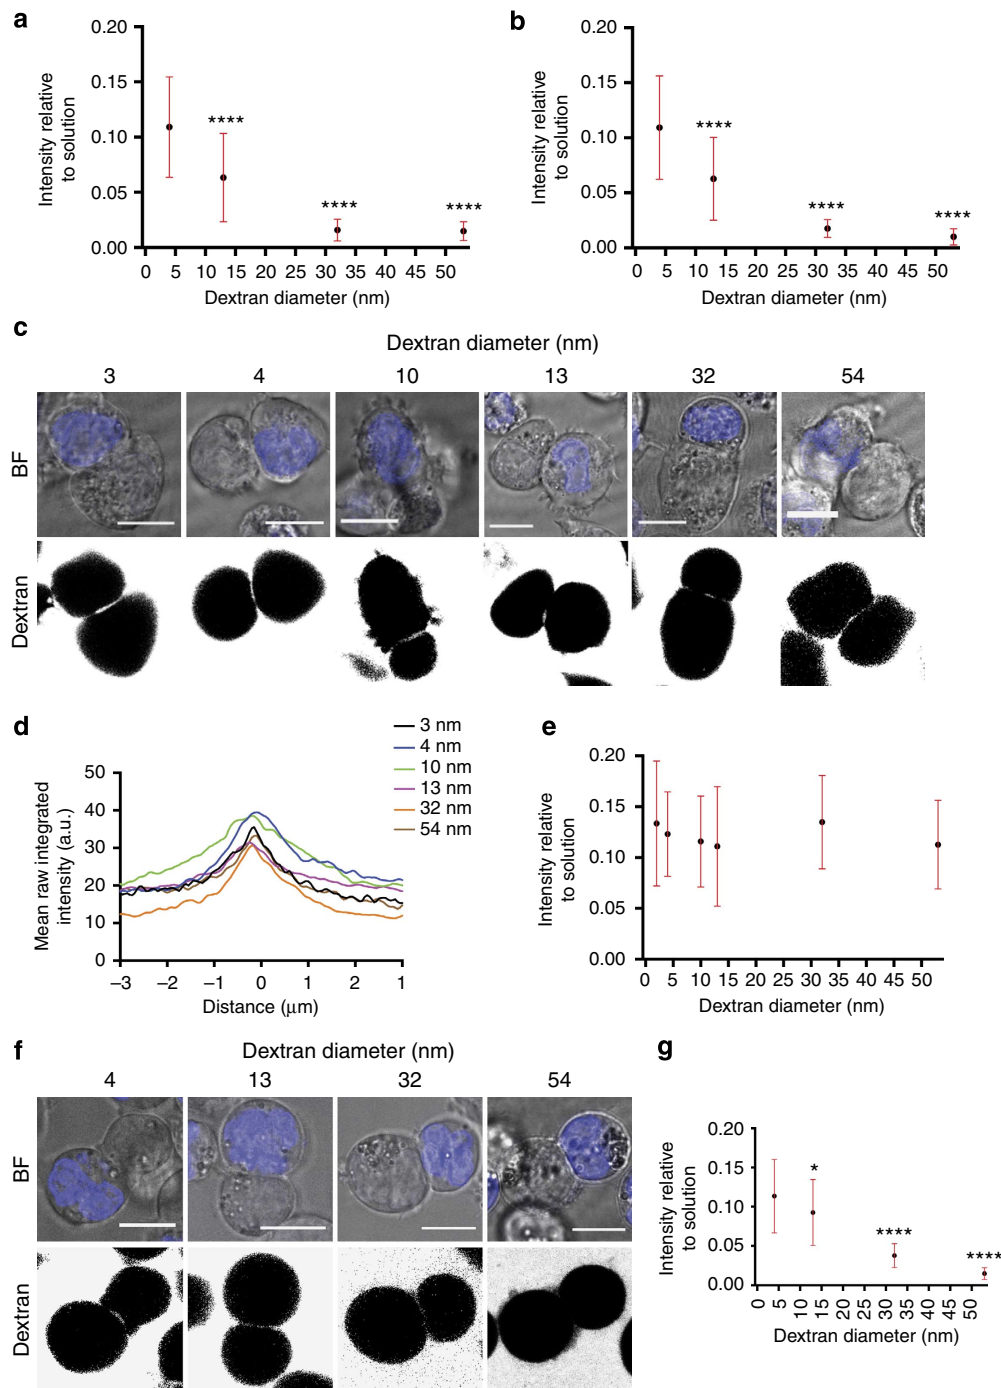 a
0.20
0.15
0.10
0.05
0.00
Intensity relative
to solution
****
****
****
0 5 10 15 20 25 30 35 40 45 50
Dextran diameter (nm)
b
0.20
0.15
0.10
0.05
0.00
Intensity relative
to solution
****
****
****
0 5 10 15 20 25 30 35 40 45 50
Dextran diameter (nm)
c
Dextran diameter (nm)
3 4 10 13 32 54
BF
Dextran
d
3 nm
4 nm
10 nm
13 nm
32 nm
54 nm
50
40
30
20
10
0
Mean raw integrated
intensity (a.u.)
–3 –2 –1 0 1 2 1
Distance (μm)
e
0.20
0.15
0.10
0.05
0.00
Intensity relative
to solution
0 5 10 15 20 25 30 35 40 45 50
Dextran diameter (nm)
f
Dextran diameter (nm)
4 13 32 54
BF
Dextran
g
0.20
0.15
0.10
0.05
0.00
Intensity relative
to solution
*
****
****
0 5 10 15 20 25 30 35 40 45 50
Dextran diameter (nm)